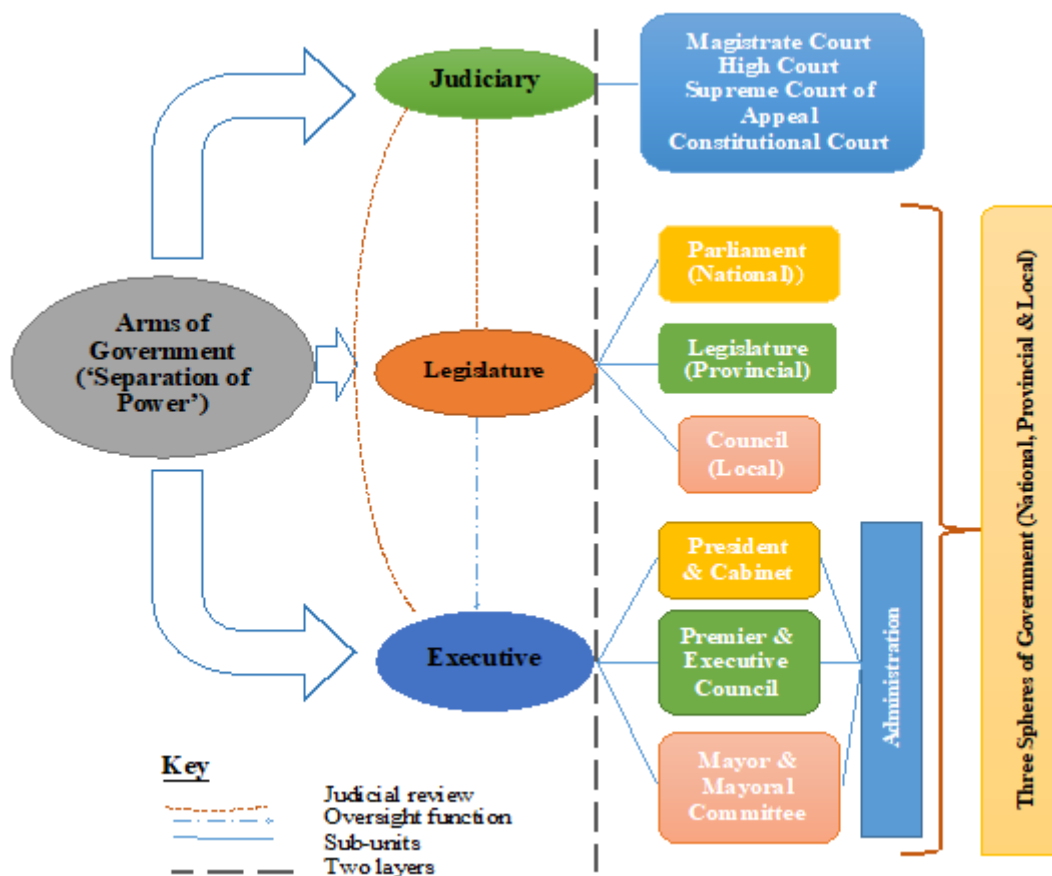 Judiciary
Magistrate Court
High Court
Supreme Court of
Appeal
Constitutional Court
Arms of
Government
(‘Separation of
Power’)
Legislature
Parliament
(National))
Legislature
(Provincial)
Council
(Local)
Executive
President
& Cabinet
Premier &
Executive
Council
Mayor &
Mayoral
Committee
Administration
Three Spheres of Government (National, Provincial & Local)
Key
Judicial review
Oversight function
Sub-units
Two layers